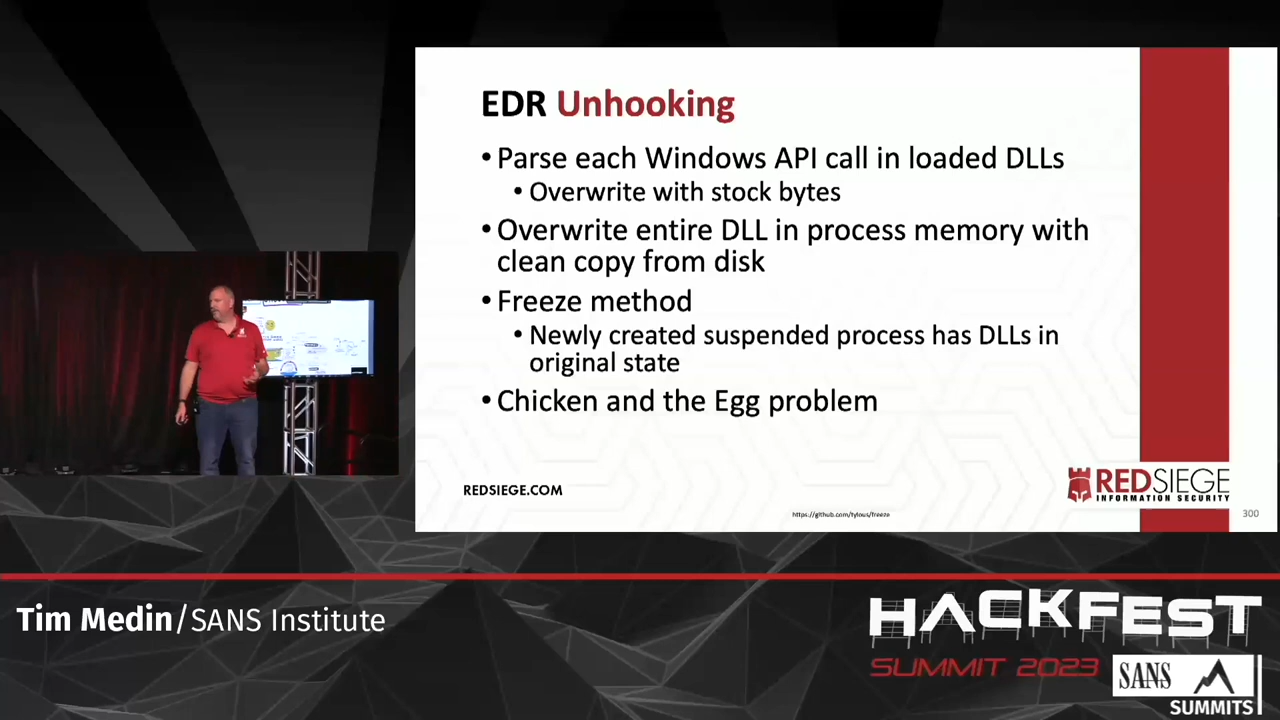 EDR Unhooking
• Parse each Windows API call in loaded DLLs
• Overwrite with stock bytes
• Overwrite entire DLL in process memory with
clean copy from disk
• Freeze method
• Newly created suspended process has DLLs in
original state
• Chicken and the Egg problem
REDSIEGE.COM
REDSIEGE
INFORMATION SECURITY
https://github.com/tylous/freeze
300
Tim Medin/SANS Institute
HACKFEST
SUMMIT 2023
SANS
SUMMITS